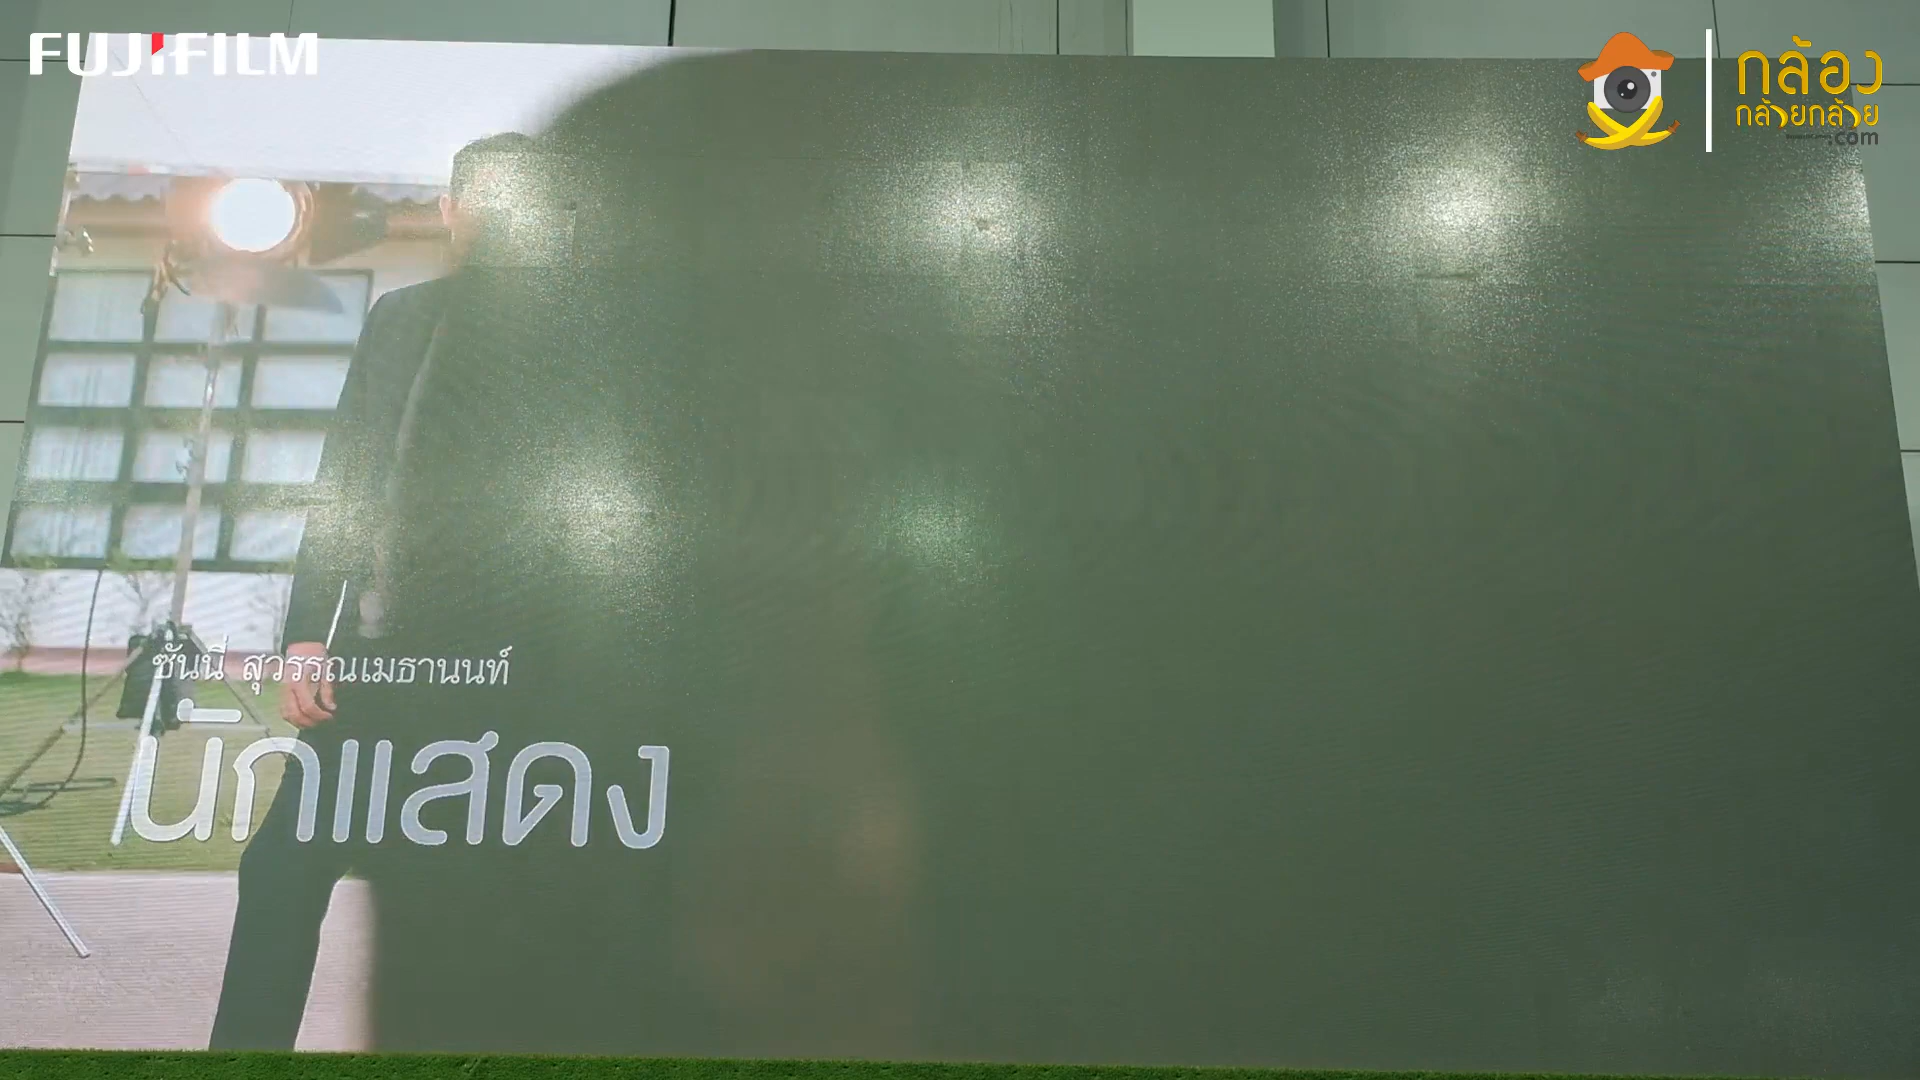 FUJIFILM
กล้อง
กล้วยกล้วย
.com
ซันนี่ สุวรรณเมธานนท์
นักแสดง